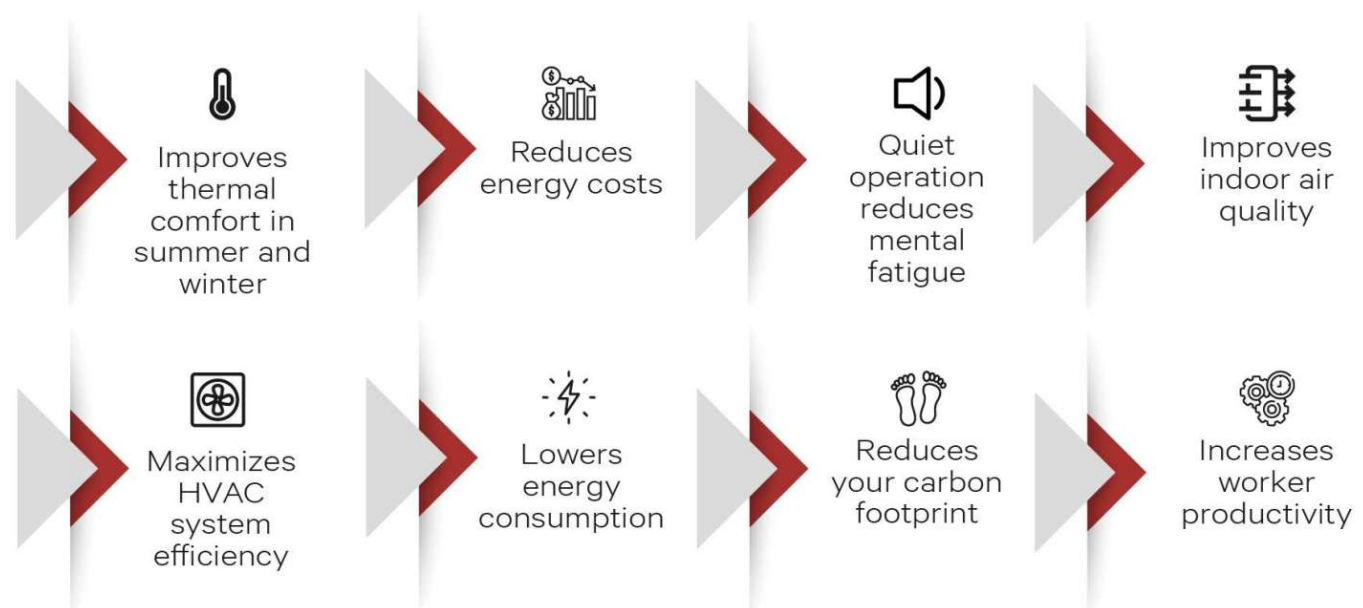 Improves
thermal
comfort in
summer and
winter
Reduces
energy costs
Quiet
operation
reduces
mental
fatigue
Improves
indoor air
quality
Maximizes
HVAC
system
efficiency
Lowers
energy
consumption
Reduces
your carbon
footprint
Increases
worker
productivity